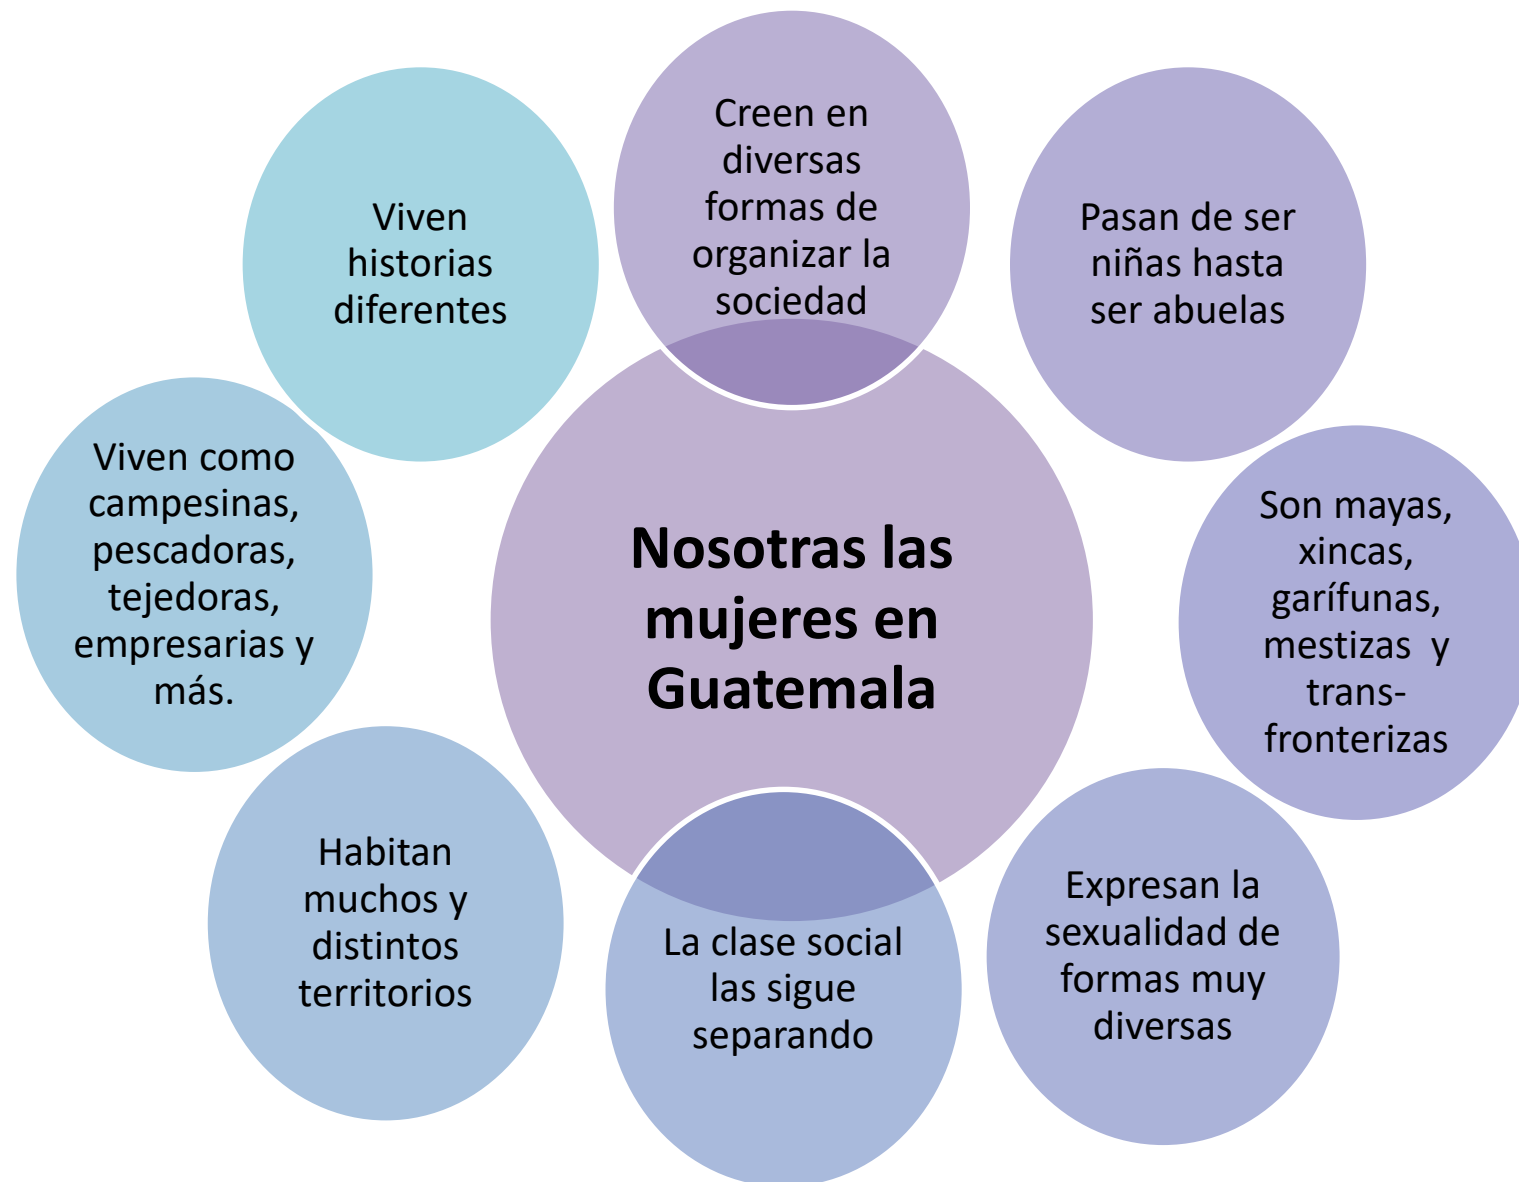 Creen en
diversas
formas de
organizar la
sociedad
Pasan de ser
niñas hasta
ser abuelas
Son mayas,
xincas,
garífunas,
mestizas  y
trans-
fronterizas
Expresan la
sexualidad de
formas muy
diversas
La clase social
las sigue
separando
Habitan
muchos y
distintos
territorios
Viven como
campesinas,
pescadoras,
tejedoras,
empresarias y
más.
Viven
historias
diferentes
Nosotras las
mujeres en
Guatemala